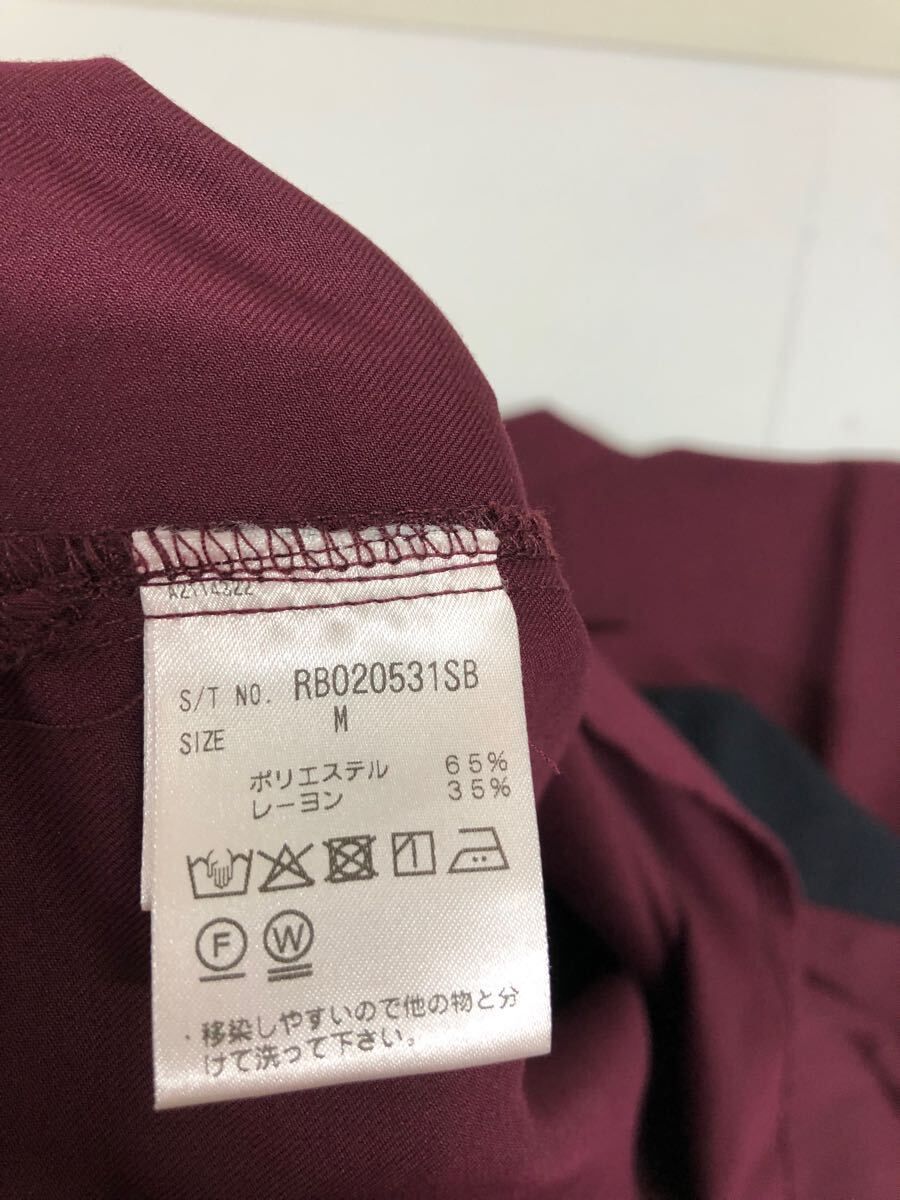 A2114322
S/T NO. RB020531SB
SIZE M
ポリエステル 65%
レーヨン 35%
F W
・移染しやすいので他の物と分
けて洗って下さい。